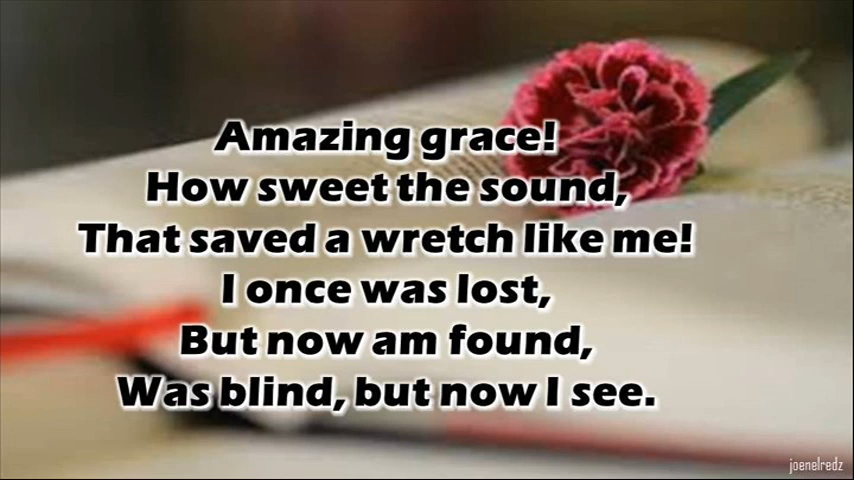 Amazing grace!
How sweet the sound,
That saved a wretch like me!
I once was lost,
But now am found,
Was blind, but now I see.
joenelredz